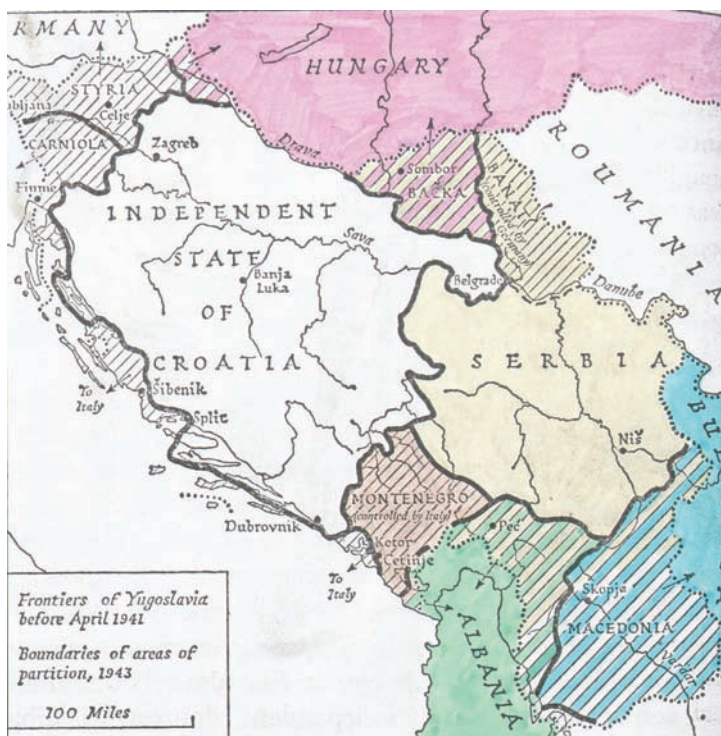 RMANY
HUNGARY
STYRIA
Celje
CARNIOLA
Zagreb
Drava
Sombor
BAČKA
BANAT
(controlled by
Germany)
ROUMANIA
Fiume
INDEPENDENT
STATE
OF
CROATIA
Sava
Banja
Luka
Belgrade
Danube
SERBIA
To
Italy
Šibenik
Split
Niš
BU
MONTENEGRO
(controlled by Italy)
Dubrovnik
Kotor
Cetinje
Peć
To
Italy
Skopje
MACEDONIA
Vardar
ALBANIA
Frontiers of Yugoslavia
before April 1941
Boundaries of areas of
partition, 1943
100 Miles